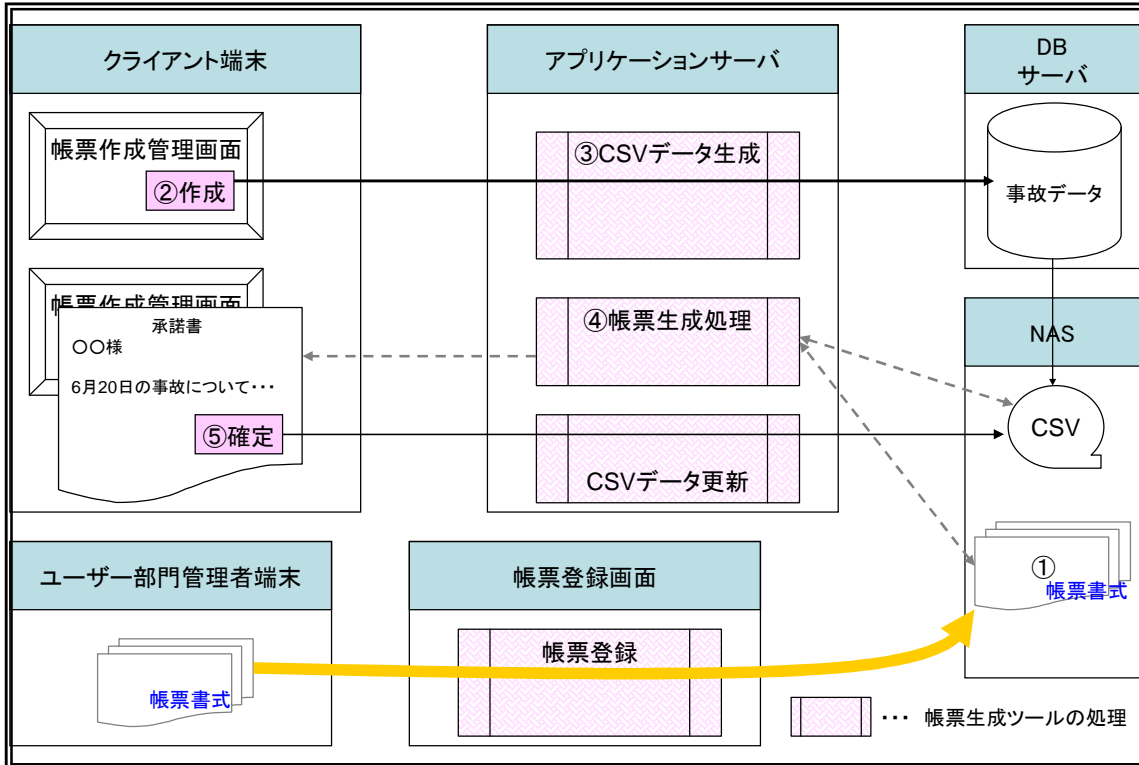 クライアント端末
帳票作成管理画面
②作成
帳票作成管理画面
承諾書
〇〇様
6月20日の事故について・・・
⑤確定
アプリケーションサーバ
③CSVデータ生成
④帳票生成処理
CSVデータ更新
DB
サーバ
事故データ
NAS
CSV
①
帳票書式
ユーザー部門管理者端末
帳票書式
帳票登録画面
帳票登録
・・・ 帳票生成ツールの処理